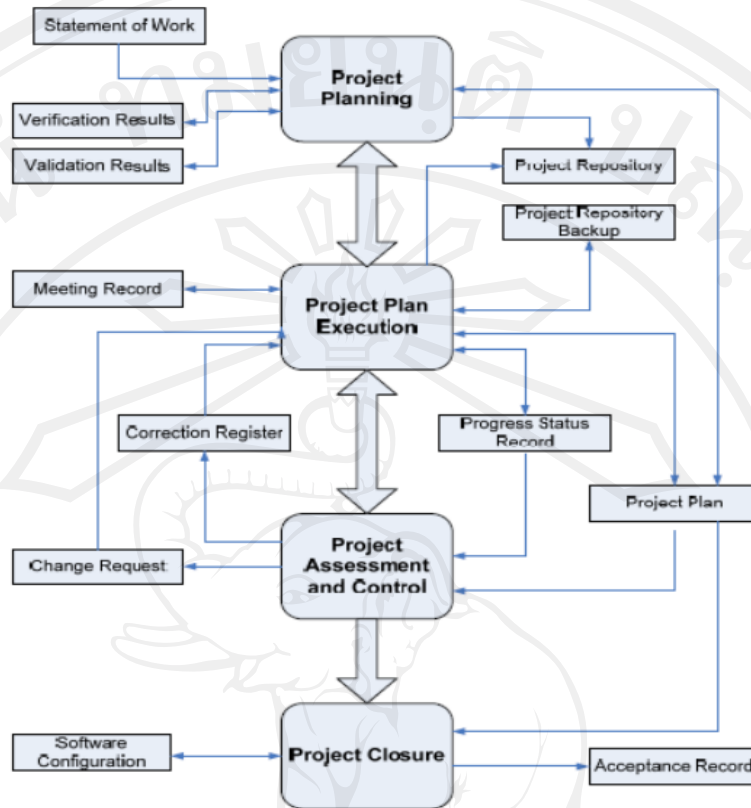 Statement of Work
Project
Planning
Verification Results
Validation Results
Project Repository
Project Repository
Backup
Meeting Record
Project Plan
Execution
Correction Register
Progress Status
Record
Project Plan
Project
Assessment
and Control
Change Request
Software
Configuration
Project Closure
Acceptance Record